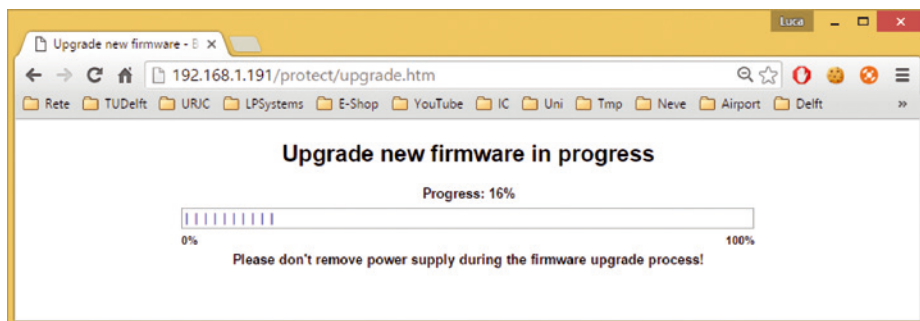 Luca
Upgrade new firmware - E
192.168.1.191/protect/upgrade.htm
Rete TUDelft URJC LPSystems E-Shop YouTube IC Uni Tmp Neve Airport Delft »
Upgrade new firmware in progress
Progress: 16%
0% 100%
Please don't remove power supply during the firmware upgrade process!